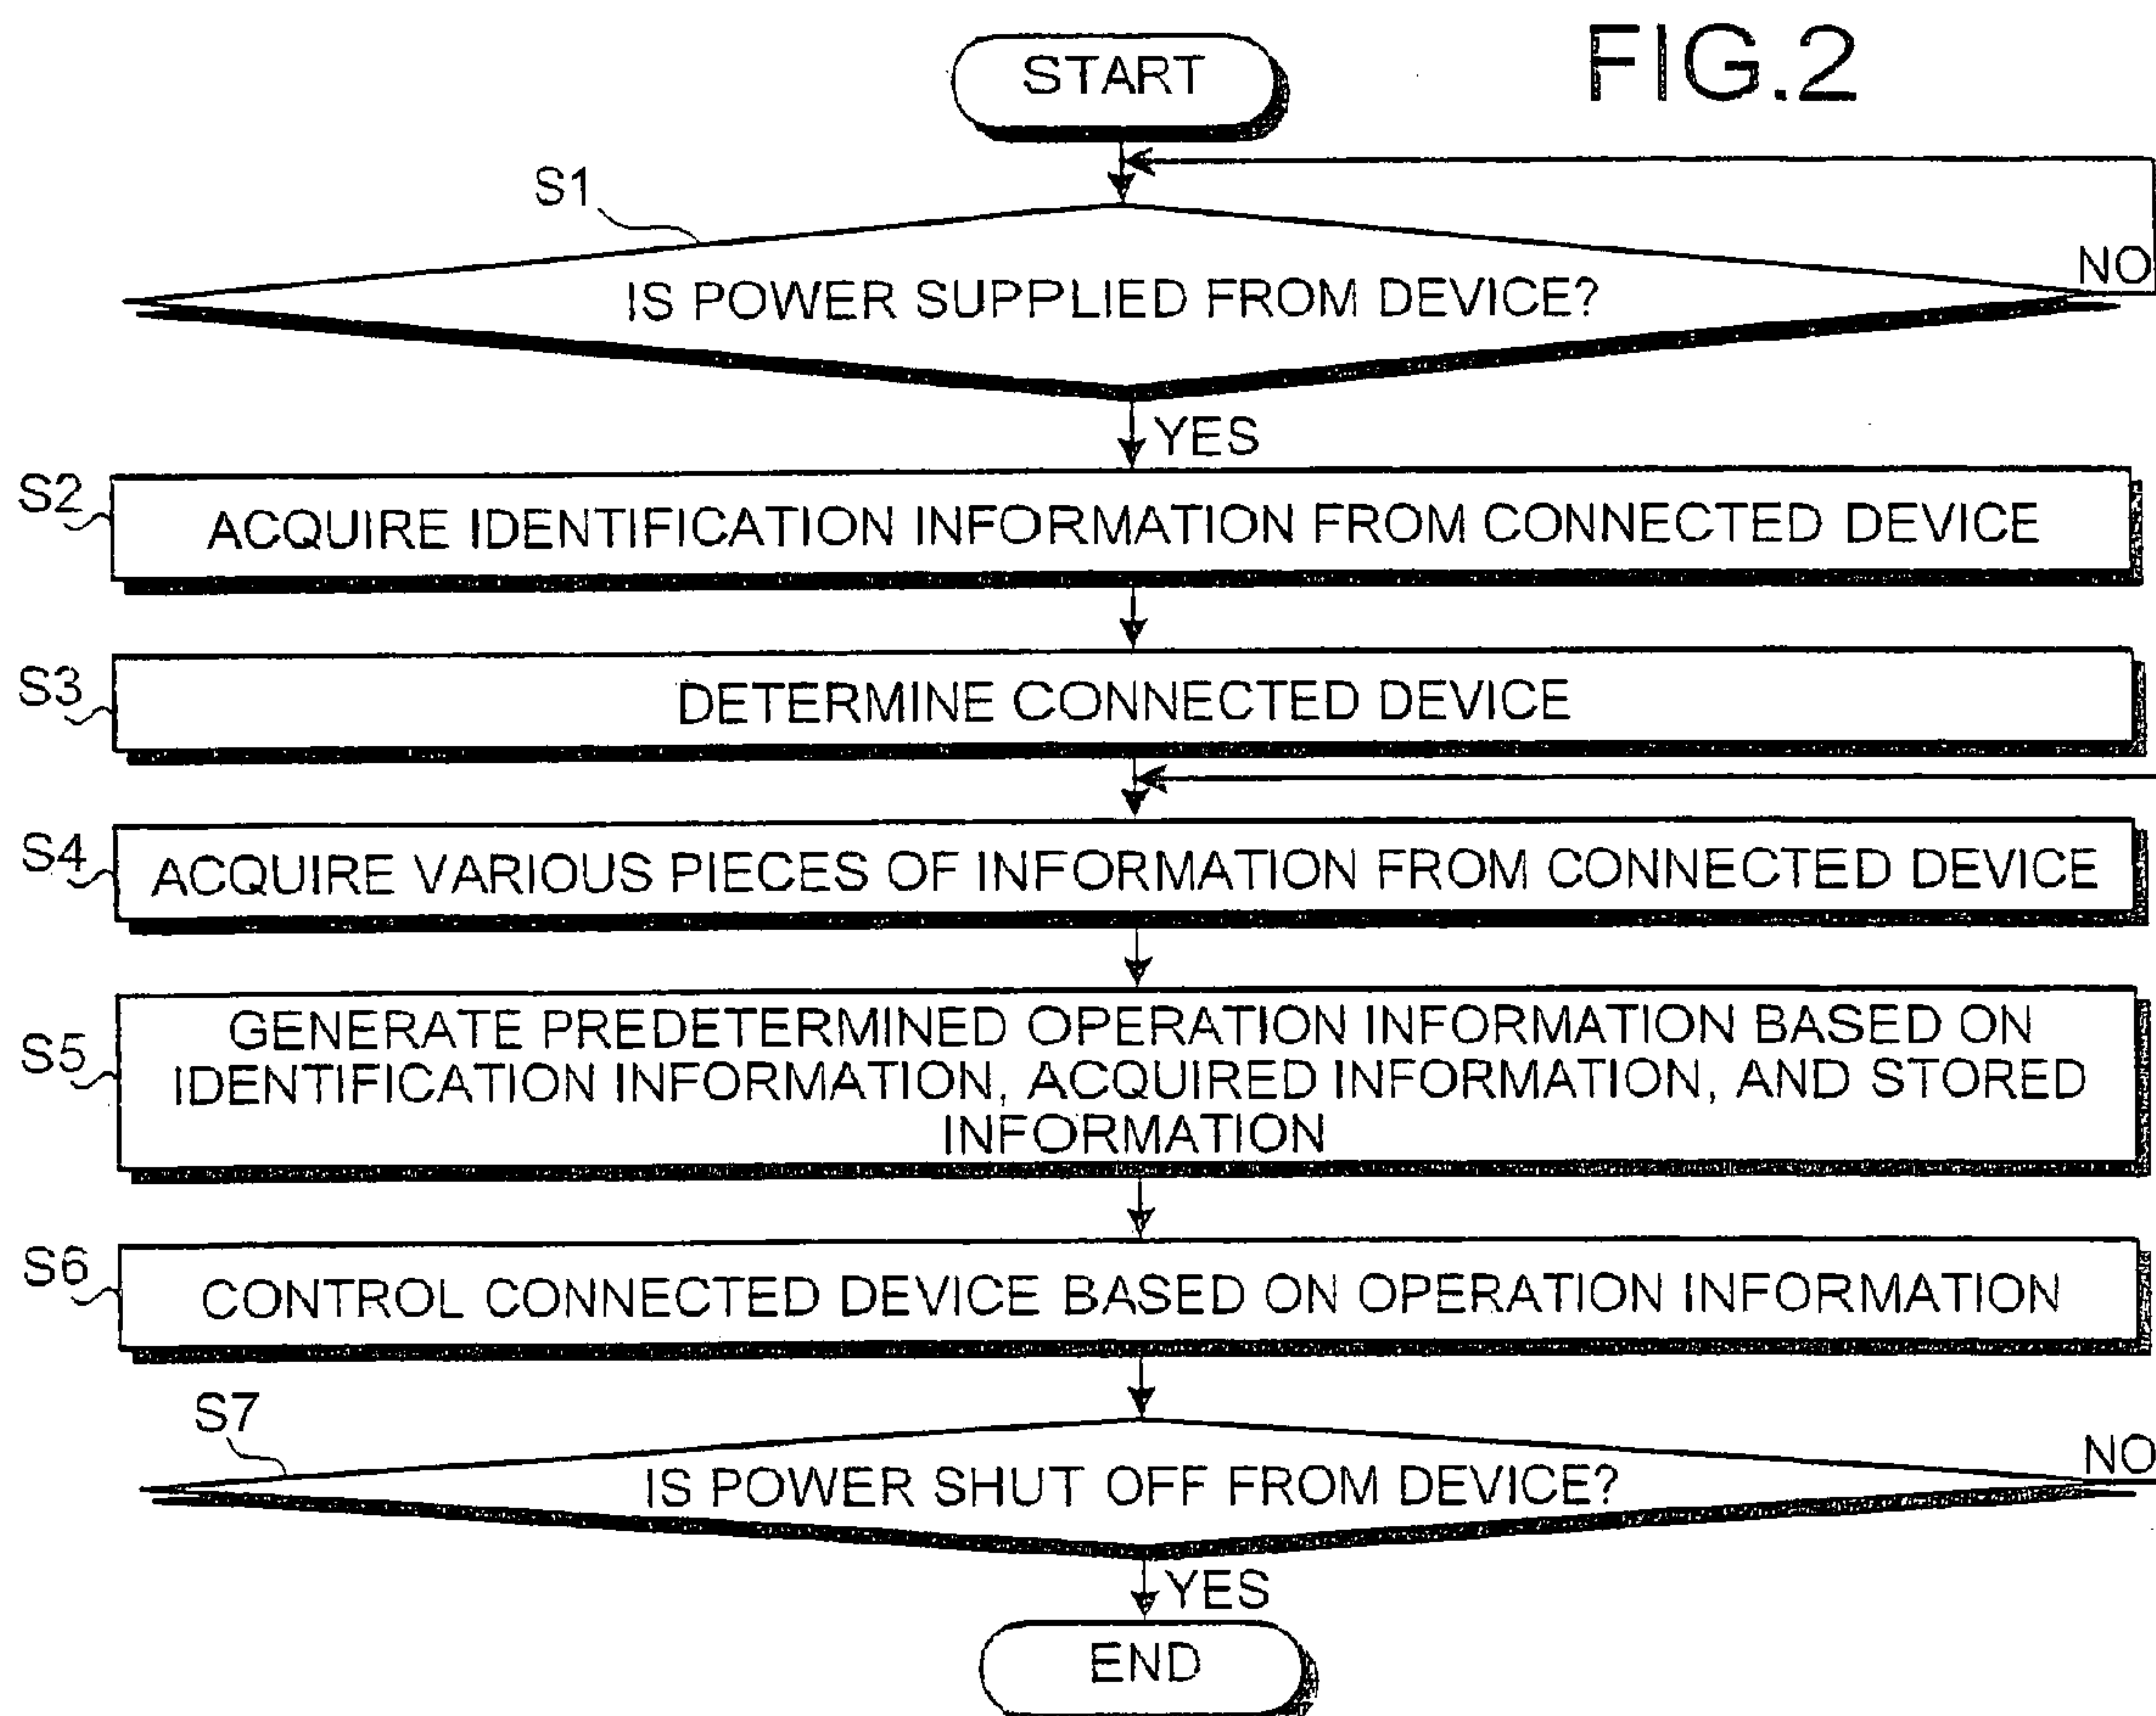 FIG.2
START
S1
IS POWER SUPPLIED FROM DEVICE?
NO
YES
S2
ACQUIRE IDENTIFICATION INFORMATION FROM CONNECTED DEVICE
S3
DETERMINE CONNECTED DEVICE
S4
ACQUIRE VARIOUS PIECES OF INFORMATION FROM CONNECTED DEVICE
S5
GENERATE PREDETERMINED OPERATION INFORMATION BASED ON
IDENTIFICATION INFORMATION, ACQUIRED INFORMATION, AND STORED
INFORMATION
S6
CONTROL CONNECTED DEVICE BASED ON OPERATION INFORMATION
S7
IS POWER SHUT OFF FROM DEVICE?
NO
YES
END